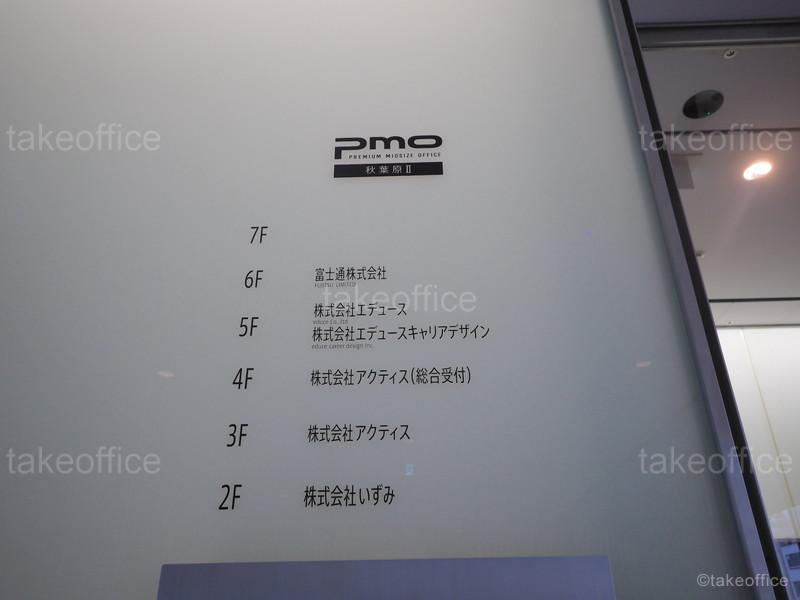 takeoffice
takeoffice
pmo
PREMIUM MIDSIZE OFFICE
秋葉原Ⅱ
7F
6F 富士通株式会社
FUJITSU LIMITED
takeoffice
5F 株式会社エデュース
educe Co., Ltd
株式会社エデュースキャリアデザイン
educe career design Inc.
4F 株式会社アクティス(総合受付)
3F 株式会社アクティス
takeoffice
takeoffice
2F 株式会社いずみ
©takeoffice